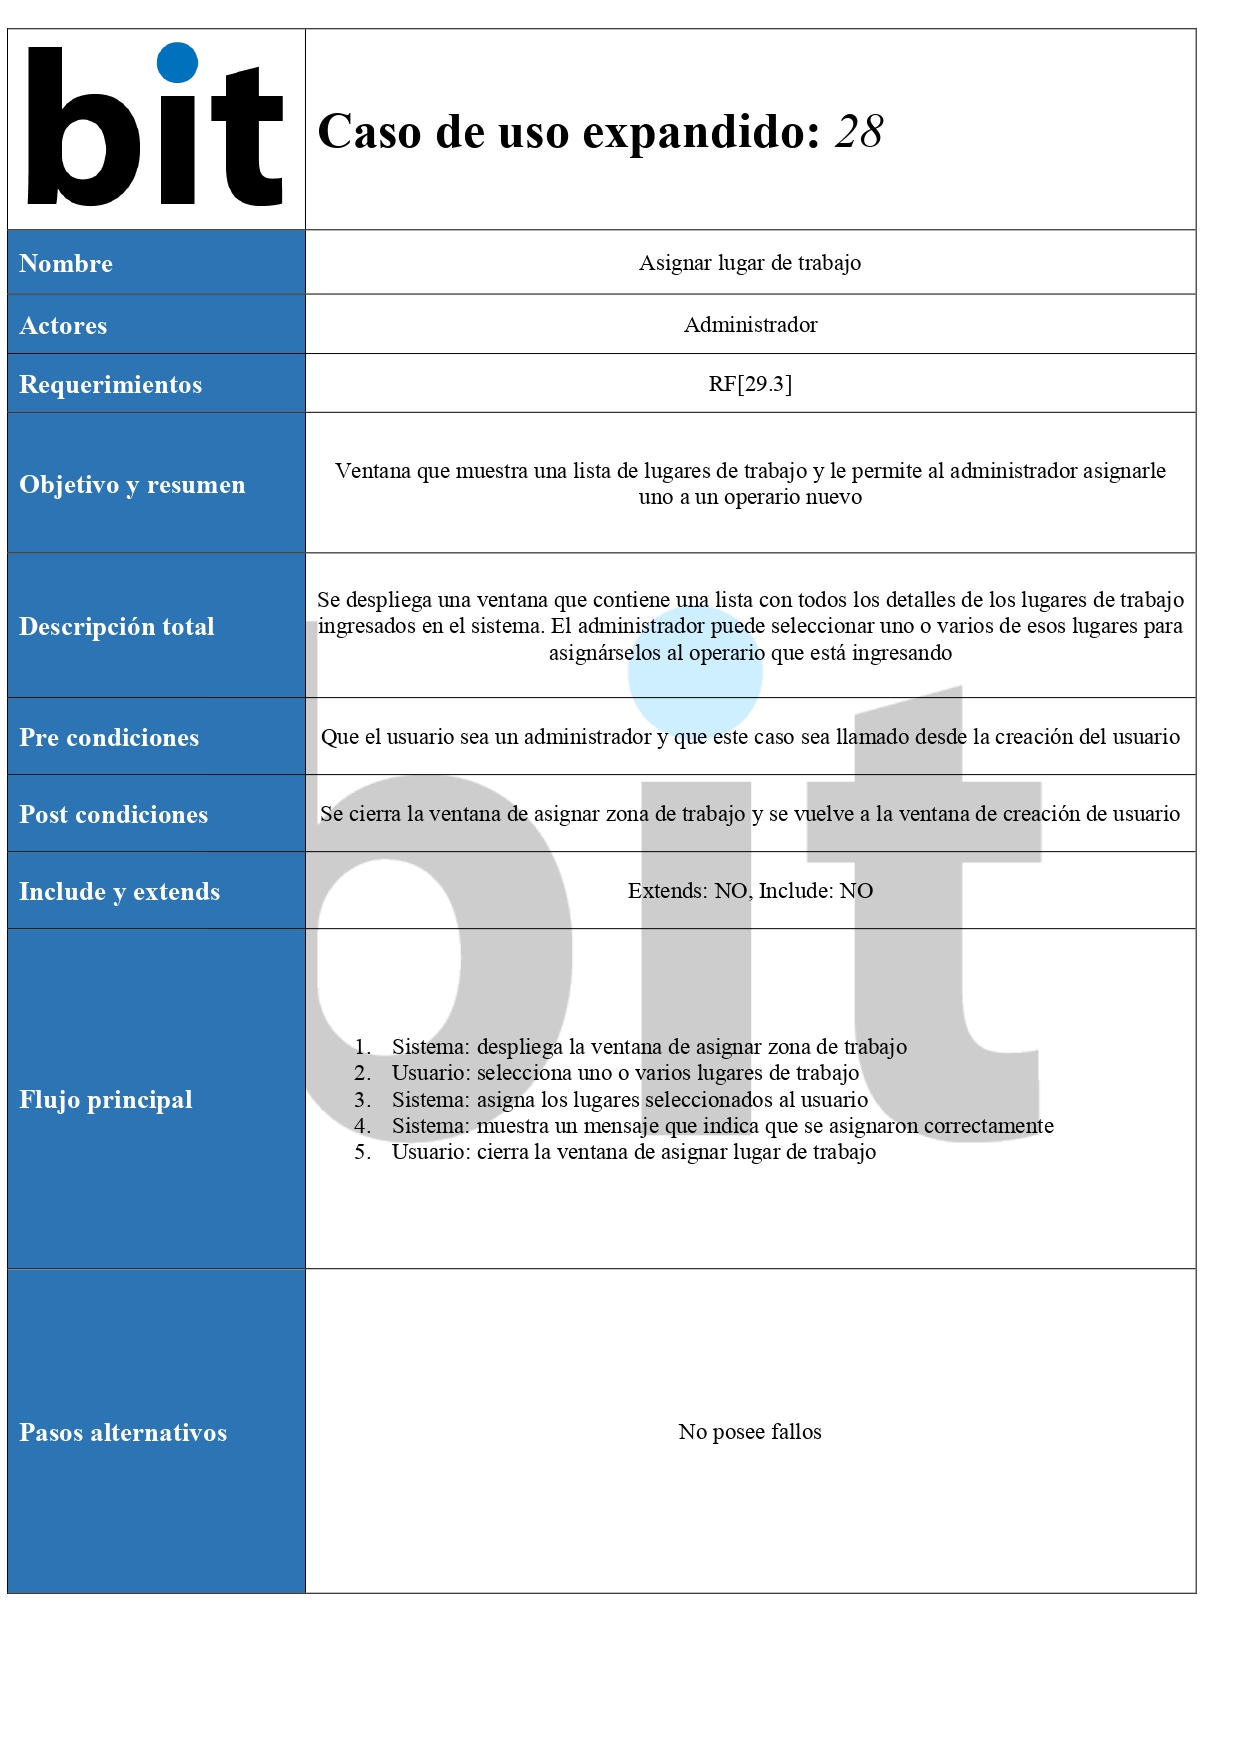 bit
Caso de uso expandido: 28
Nombre
Asignar lugar de trabajo
Actores
Administrador
Requerimientos
RF[29.3]
Objetivo y resumen
Ventana que muestra una lista de lugares de trabajo y le permite al administrador asignarle
uno a un operario nuevo
Descripción total
Se despliega una ventana que contiene una lista con todos los detalles de los lugares de trabajo
ingresados en el sistema. El administrador puede seleccionar uno o varios de esos lugares para
asignárselos al operario que está ingresando
Pre condiciones
Que el usuario sea un administrador y que este caso sea llamado desde la creación del usuario
Post condiciones
Se cierra la ventana de asignar zona de trabajo y se vuelve a la ventana de creación de usuario
Include y extends
Extends: NO, Include: NO
Flujo principal
1. Sistema: despliega la ventana de asignar zona de trabajo
2. Usuario: selecciona uno o varios lugares de trabajo
3. Sistema: asigna los lugares seleccionados al usuario
4. Sistema: muestra un mensaje que indica que se asignaron correctamente
5. Usuario: cierra la ventana de asignar lugar de trabajo
Pasos alternativos
No posee fallos
bit